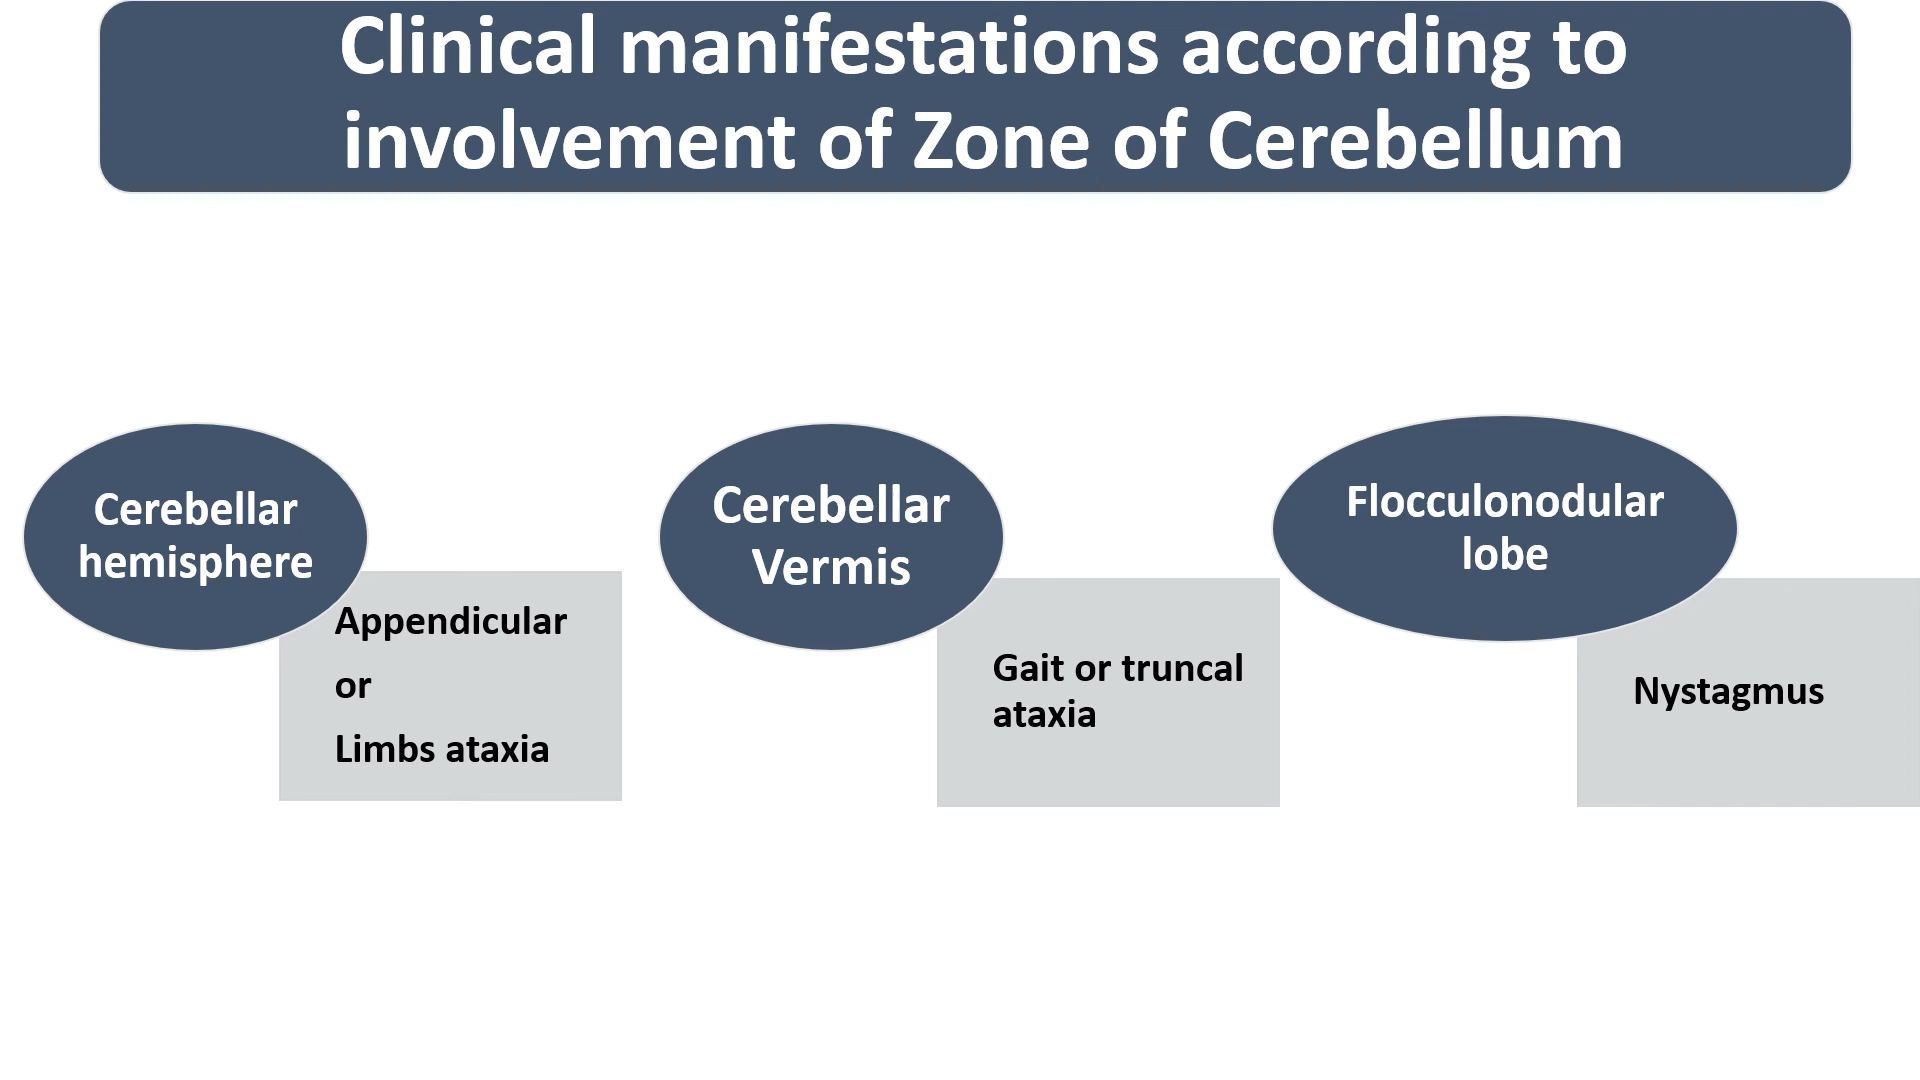 Clinical manifestations according to
involvement of Zone of Cerebellum
Cerebellar
hemisphere
Appendicular
or
Limbs ataxia
Cerebellar
Vermis
Gait or truncal
ataxia
Flocculonodular
lobe
Nystagmus